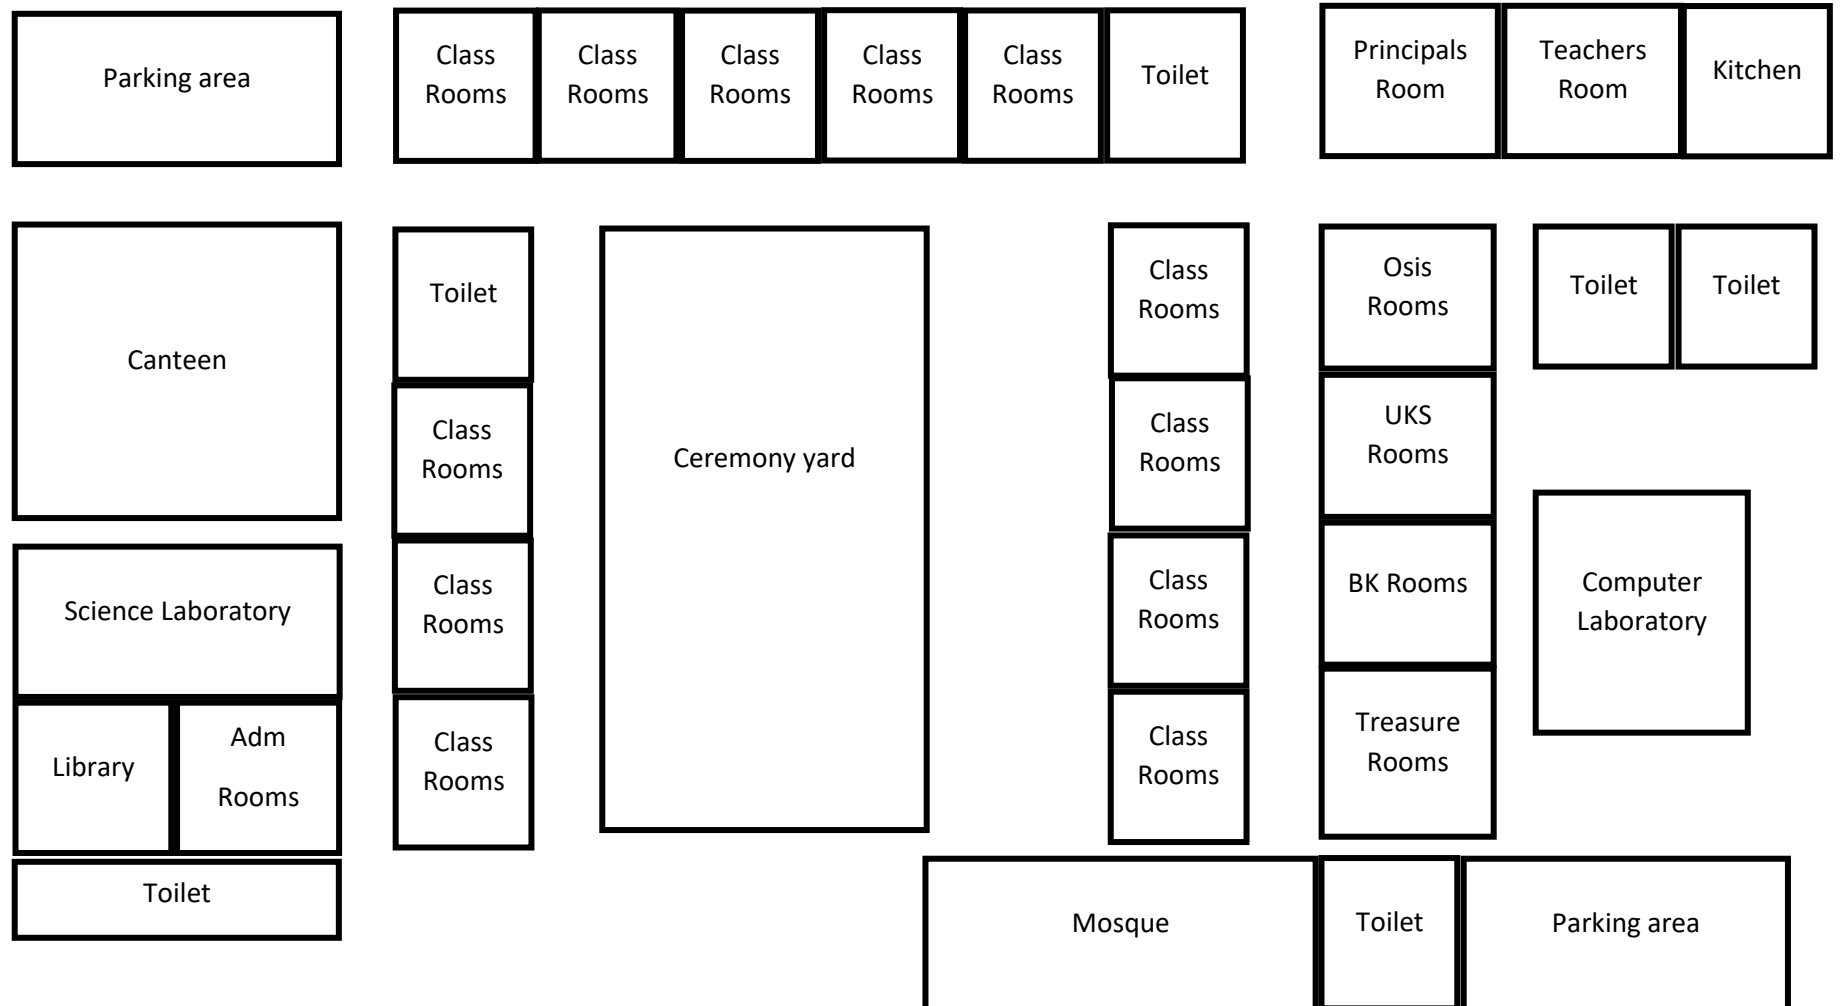 Parking area
Class
Rooms
Class
Rooms
Class
Rooms
Class
Rooms
Class
Rooms
Toilet
Principals
Room
Teachers
Room
Kitchen
Canteen
Toilet
Class
Rooms
Class
Rooms
Class
Rooms
Ceremony yard
Class
Rooms
Class
Rooms
Class
Rooms
Class
Rooms
Osis
Rooms
UKS
Rooms
BK Rooms
Treasure
Rooms
Toilet
Toilet
Computer
Laboratory
Science Laboratory
Library
Adm
Rooms
Toilet
Mosque
Toilet
Parking area